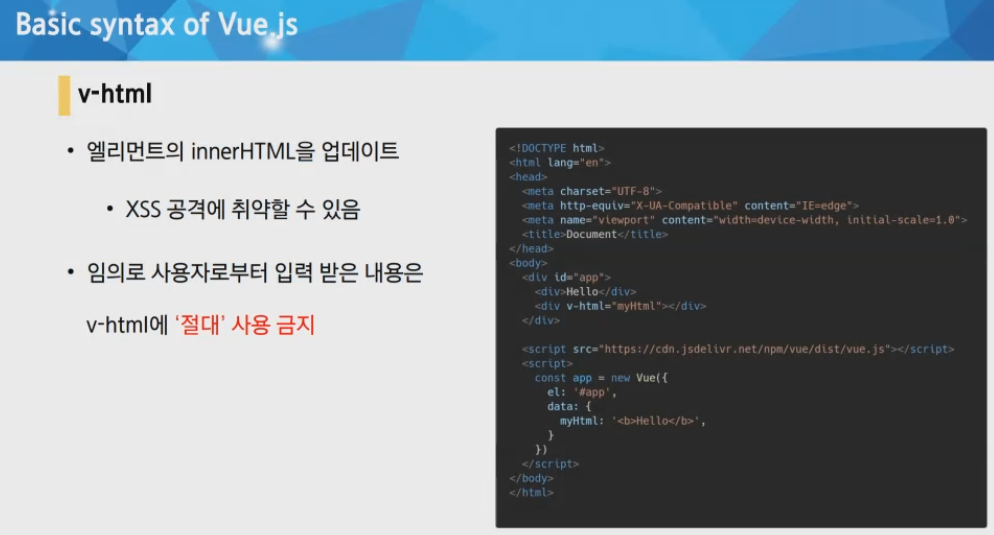 Basic syntax of Vue.js
v-html
• 엘리먼트의 innerHTML을 업데이트
• XSS 공격에 취약할 수 있음
• 임의로 사용자로부터 입력 받은 내용은
v-html에 ‘절대’ 사용 금지
<!DOCTYPE html>
<html lang="en">
<head>
  <meta charset="UTF-8">
  <meta http-equiv="X-UA-Compatible" content="IE=edge">
  <meta name="viewport" content="width=device-width, initial-scale=1.0">
  <title>Document</title>
</head>
<body>
  <div id="app">
    <div>Hello</div>
    <div v-html="myHtml"></div>
  </div>
  <script src="https://cdn.jsdelivr.net/npm/vue/dist/vue.js"></script>
  <script>
    const app = new Vue({
      el: '#app',
      data: {
        myHtml: '<b>Hello</b>',
      }
    })
  </script>
</body>
</html>